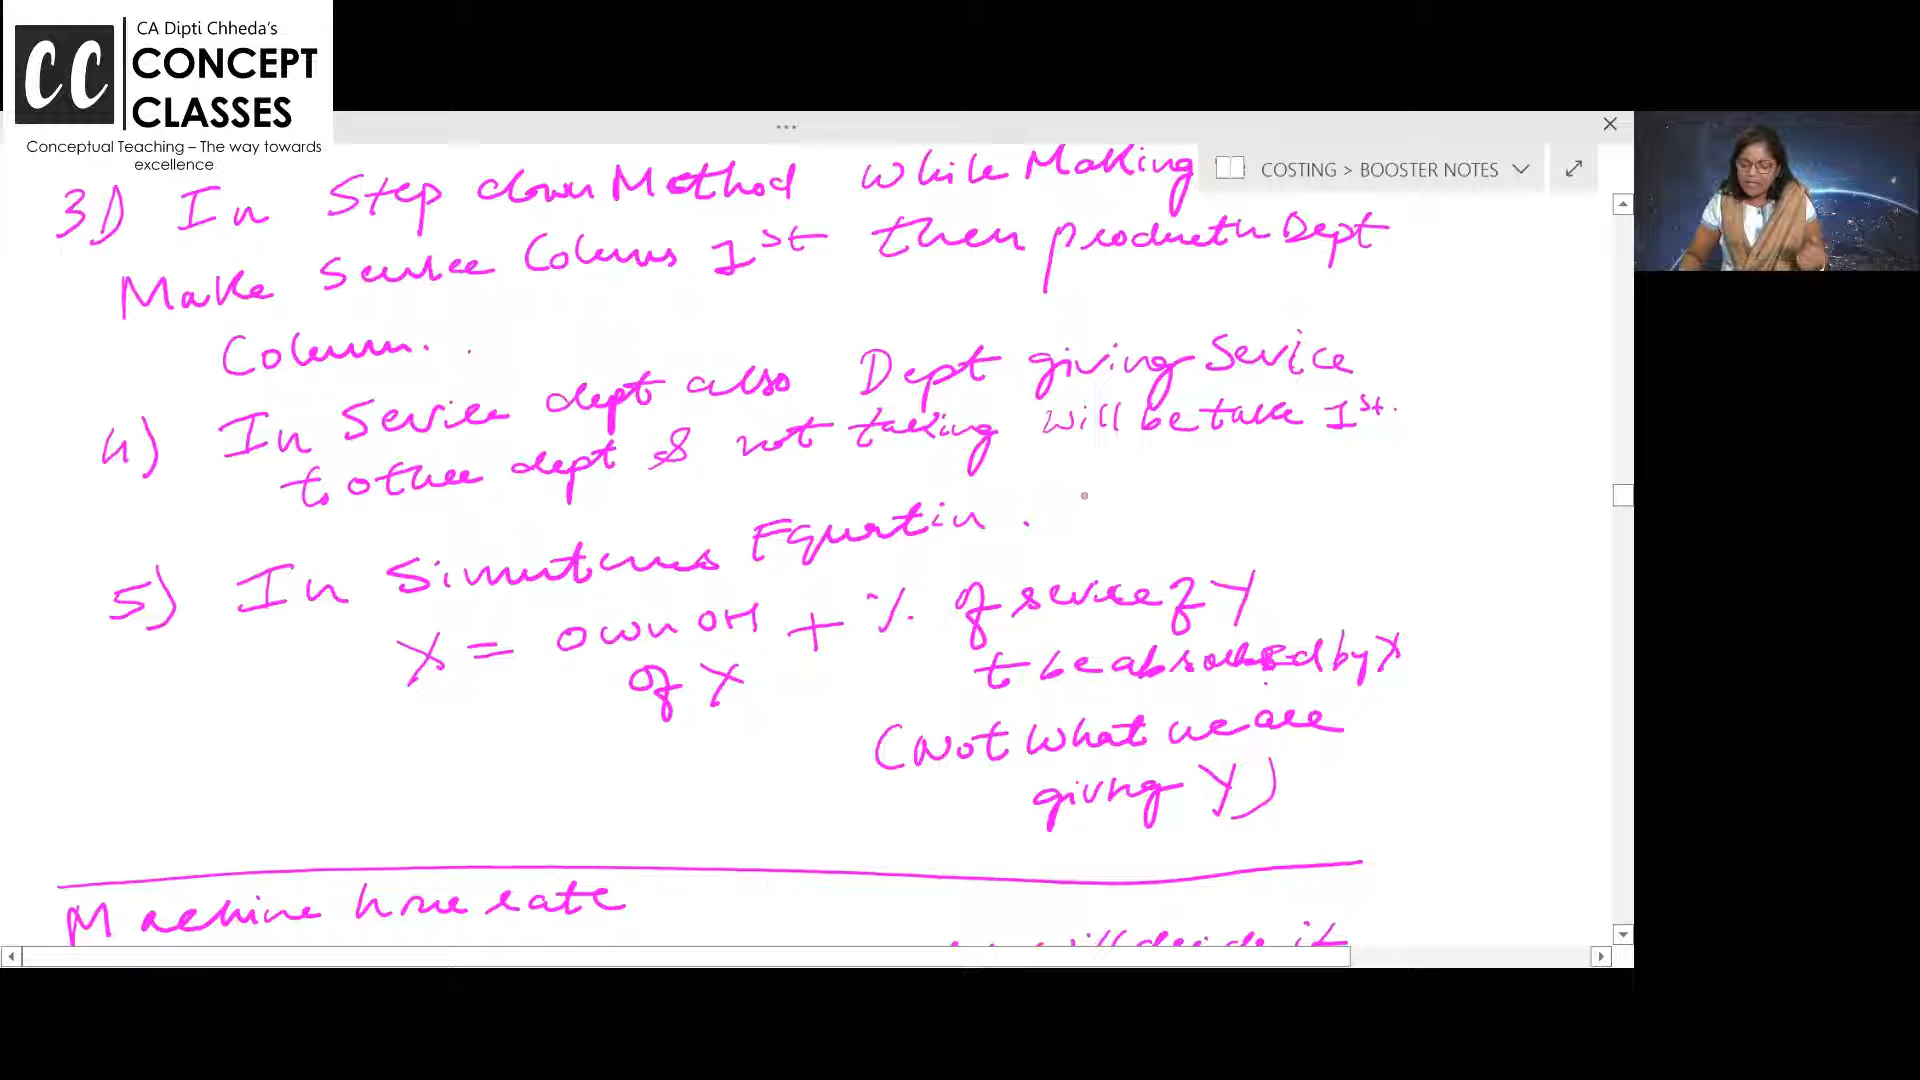 CA Dipti Chheda's
CC CONCEPT
CLASSES
Conceptual Teaching – The way towards
excellence
COSTING > BOOSTER NOTES
3) In Step down Method While Making
Make Service Column 1st then production Dept
Column.
4) In Service dept also Dept giving Service
to other dept & not taking will be take 1st.
5) In Equation.
X = own OH + % of service of Y
of X to be absorbed by X
(Not what we are
giving Y)
Machine hour rate
will decide it